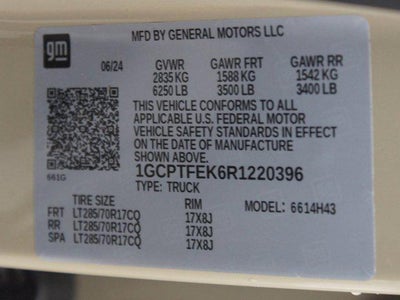 gm
MFD BY GENERAL MOTORS LLC
06/24 GVWR GAWR FRT GAWR RR
2835 KG 1588 KG 1542 KG
6250 LB 3500 LB 3400 LB
THIS VEHICLE CONFORMS TO ALL
APPLICABLE U.S. FEDERAL MOTOR
VEHICLE SAFETY STANDARDS IN EFFECT
ON THE DATE OF MANUFACTURE
SHOWN ABOVE.
661G
1GCPTFEK6R1220396
TYPE: TRUCK
TIRE SIZE RIM MODEL: 6614H43
FRT LT285/70R17CQ 17X8J
RR LT285/70R17CQ 17X8J
SPA LT285/70R17CQ 17X8J